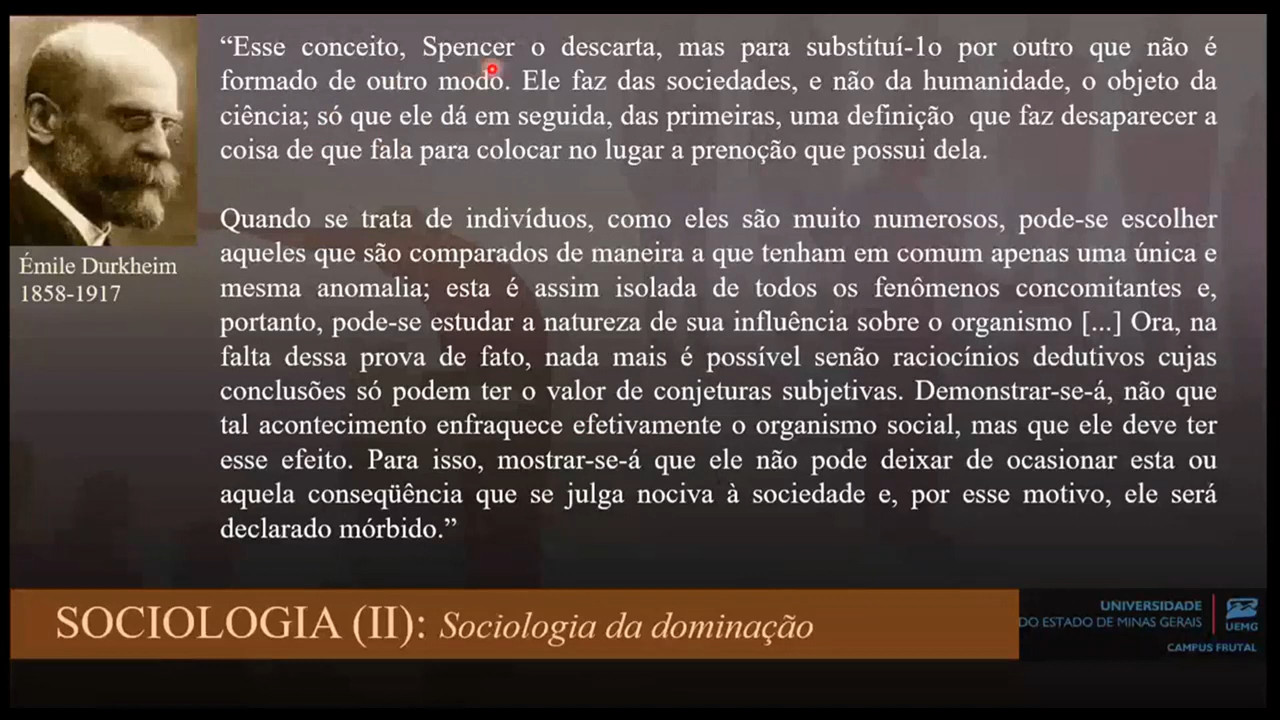 “Esse conceito, Spencer o descarta, mas para substituí-lo por outro que não é
formado de outro modo. Ele faz das sociedades, e não da humanidade, o objeto da
ciência; só que ele dá em seguida, das primeiras, uma definição que faz desaparecer a
coisa de que fala para colocar no lugar a prenoção que possui dela.
Quando se trata de indivíduos, como eles são muito numerosos, pode-se escolher
aqueles que são comparados de maneira a que tenham em comum apenas uma única e
mesma anomalia; esta é assim isolada de todos os fenômenos concomitantes e,
portanto, pode-se estudar a natureza de sua influência sobre o organismo [...] Ora, na
falta dessa prova de fato, nada mais é possível senão raciocínios dedutivos cujas
conclusões só podem ter o valor de conjeturas subjetivas. Demonstrar-se-á, não que
tal acontecimento enfraquece efetivamente o organismo social, mas que ele deve ter
esse efeito. Para isso, mostrar-se-á que ele não pode deixar de ocasionar esta ou
aquela conseqüência que se julga nociva à sociedade e, por esse motivo, ele será
declarado mórbido.”
Émile Durkheim
1858-1917
SOCIOLOGIA (II): Sociologia da dominação
UNIVERSIDADE
DO ESTADO DE MINAS GERAIS
UEMG
CAMPUS FRUTAL